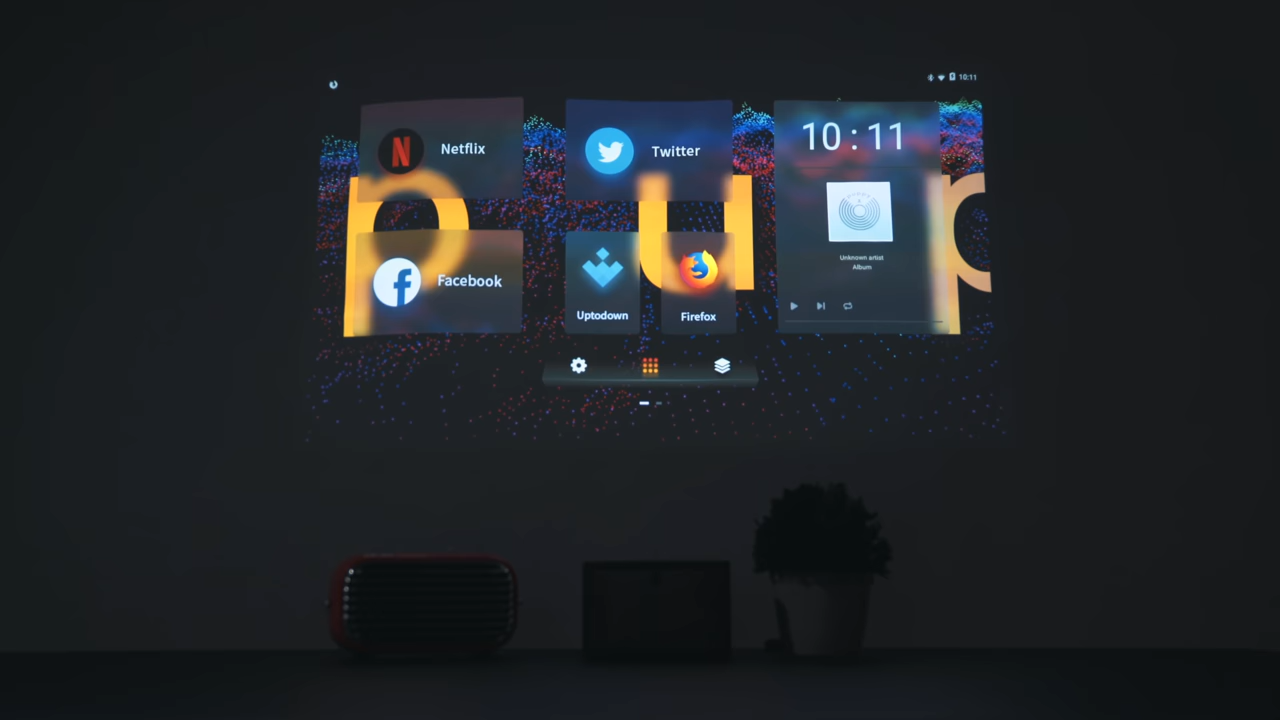 10:11
Netflix
Twitter
10:11
p u p
Facebook
Uptodown
Firefox
Unknown artist
Album